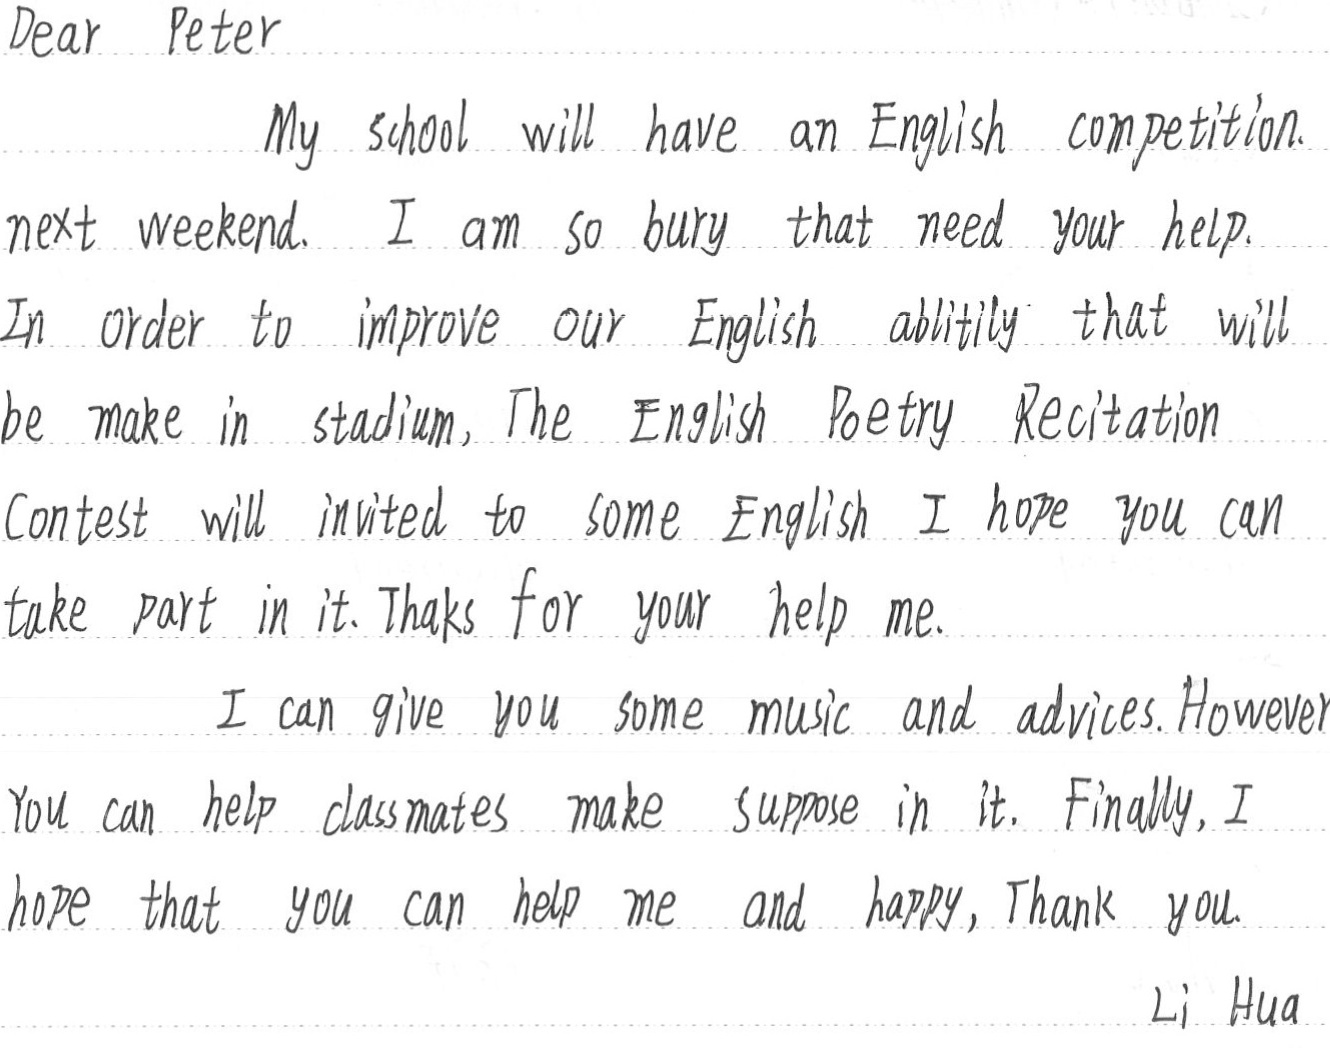 Dear Peter
My school will have an English competition.
next weekend. I am so bury that need your help.
In order to improve our English ablitily that will
be make in stadium, The English Poetry Recitation
Contest will invited to some English I hope you can
take part in it. Thaks for your help me.
I can give you some music and advices. However
You can help classmates make suppose in it. Finally, I
hope that you can help me and happy, Thank you.
Li Hua